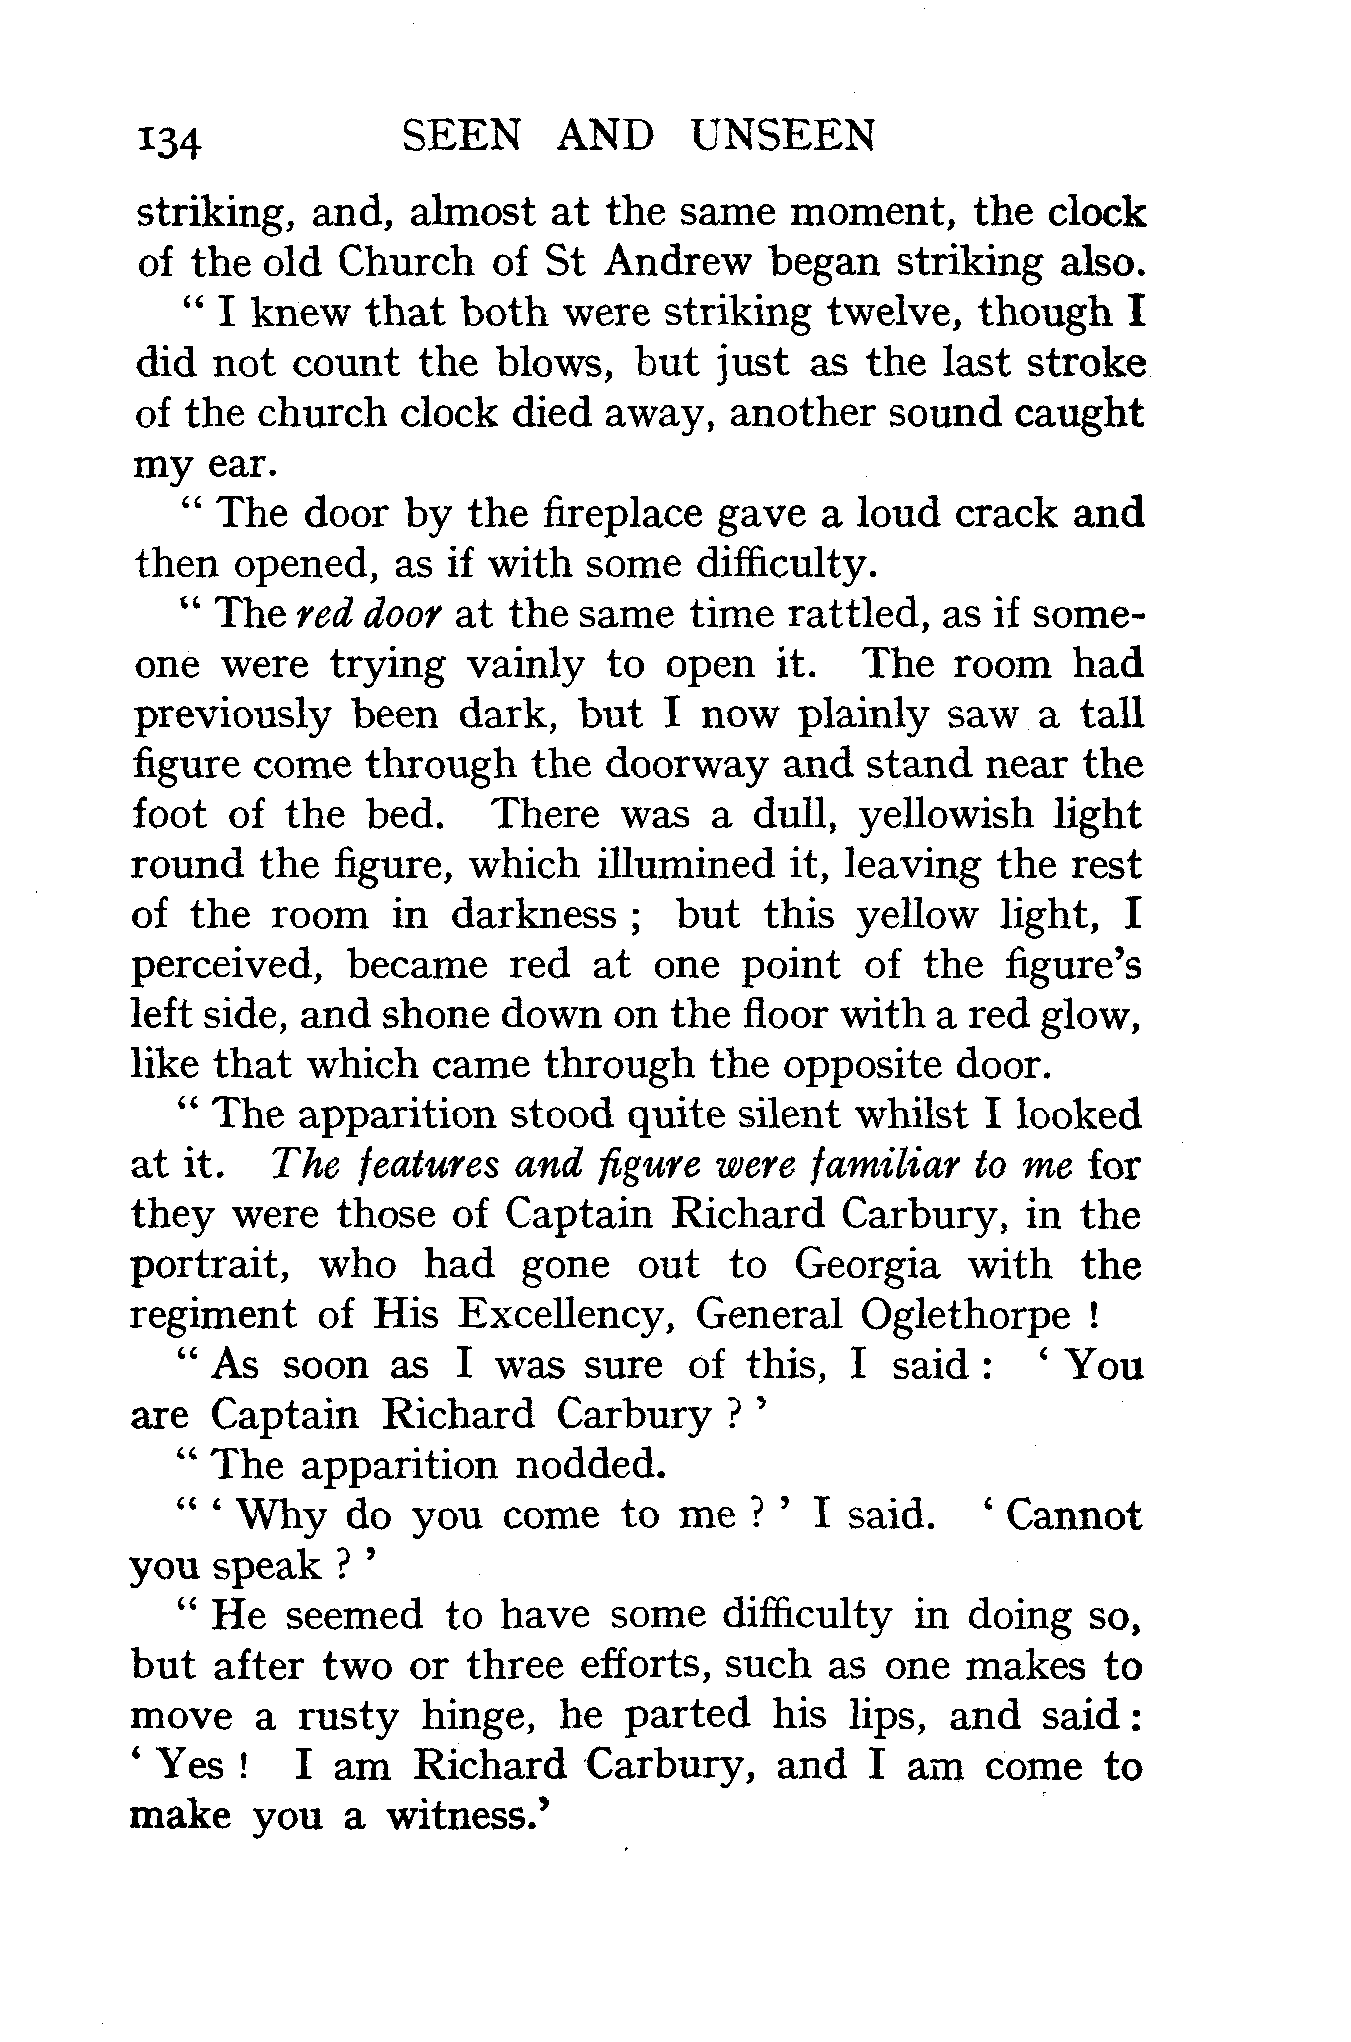 134 SEEN AND UNSEEN
striking, and, almost at the same moment, the clock
of the old Church of St Andrew began striking also.
“ I knew that both were striking twelve, though I
did not count the blows, but just as the last stroke
of the church clock died away, another sound caught
my ear.
“ The door by the fireplace gave a loud crack and
then opened, as if with some difficulty.
“ The red door at the same time rattled, as if some-
one were trying vainly to open it. The room had
previously been dark, but I now plainly saw a tall
figure come through the doorway and stand near the
foot of the bed. There was a dull, yellowish light
round the figure, which illumined it, leaving the rest
of the room in darkness ; but this yellow light, I
perceived, became red at one point of the figure’s
left side, and shone down on the floor with a red glow,
like that which came through the opposite door.
“ The apparition stood quite silent whilst I looked
at it. The features and figure were familiar to me for
they were those of Captain Richard Carbury, in the
portrait, who had gone out to Georgia with the
regiment of His Excellency, General Oglethorpe !
“ As soon as I was sure of this, I said : ‘ You
are Captain Richard Carbury ? ’
“ The apparition nodded.
“ ‘ Why do you come to me ? ’ I said. ‘ Cannot
you speak ? ’
“ He seemed to have some difficulty in doing so,
but after two or three efforts, such as one makes to
move a rusty hinge, he parted his lips, and said :
‘ Yes ! I am Richard Carbury, and I am come to
make you a witness.’